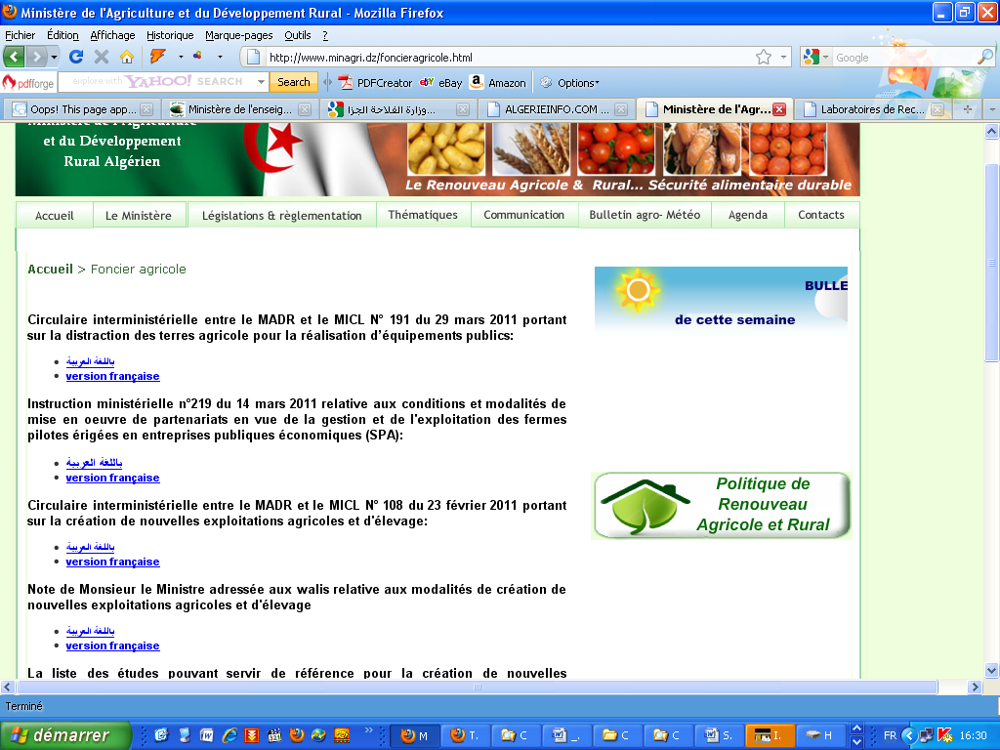 Ministère de l'Agriculture et du Développement Rural - Mozilla Firefox
Fichier Édition Affichage Historique Marque-pages Outils ?
http://www.minagri.dz/foncieragricole.html
Google
pdfforge explore with YAHOO! SEARCH Search PDFCreator eBay Amazon Options
Oops! This page app... Ministère de l'enseig... وزارة الفلاحة الجزا... ALGERIEINFO.COM ... Ministère de l'Agr... Laboratoires de Rec...
Ministère de l'Agriculture
et du Développement
Rural Algérien
Le Renouveau Agricole & Rural... Sécurité alimentaire durable
Accueil Le Ministère Législations & règlementation Thématiques Communication Bulletin agro- Météo Agenda Contacts
Accueil > Foncier agricole
Circulaire interministérielle entre le MADR et le MICL N° 191 du 29 mars 2011 portant
sur la distraction des terres agricole pour la réalisation d'équipements publics:
باللغة العربية
version française
Instruction ministérielle n°219 du 14 mars 2011 relative aux conditions et modalités de
mise en oeuvre de partenariats en vue de la gestion et de l'exploitation des fermes
pilotes érigées en entreprises publiques économiques (SPA):
باللغة العربية
version française
Circulaire interministérielle entre le MADR et le MICL N° 108 du 23 février 2011 portant
sur la création de nouvelles exploitations agricoles et d'élevage:
باللغة العربية
version française
Note de Monsieur le Ministre adressée aux walis relative aux modalités de création de
nouvelles exploitations agricoles et d'élevage
باللغة العربية
version française
La liste des études pouvant servir de référence pour la création de nouvelles
BULLE
de cette semaine
Politique de
Renouveau
Agricole et Rural
Terminé
démarrer M T. C _. C C S. I. H FR 16:30